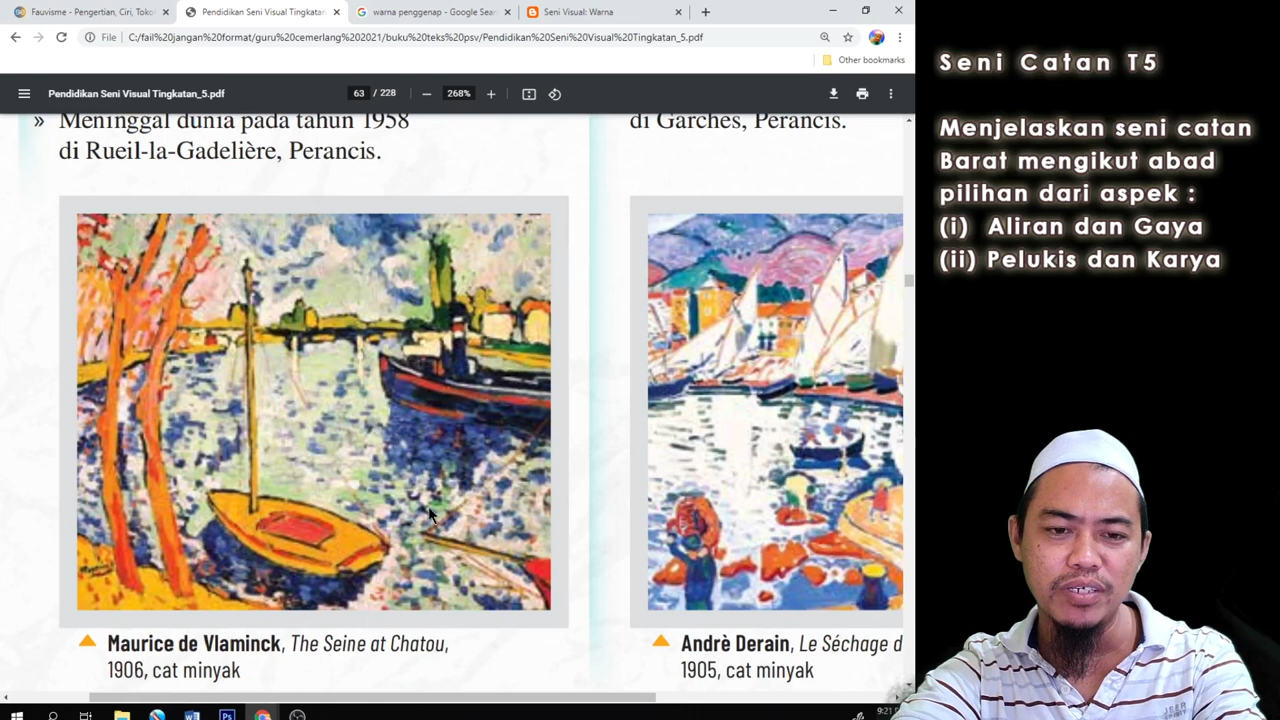 Fauvisme - Pengertian, Ciri, Tokol
Pendidikan Seni Visual Tingkatan
warna penggenap - Google Sear
Seni Visual: Warna
File
C:/fail%20jangan%20format/guru%20cemerlang%202021/buku%20teks%20psv/Pendidikan%20Seni%20Visual%20Tingkatan_5.pdf
Other bookmarks
Pendidikan Seni Visual Tingkatan_5.pdf
63 / 228
268%
» Meninggal dunia pada tahun 1958
di Rueil-la-Gadelière, Perancis.
di Garches, Perancis.
Maurice de Vlaminck, The Seine at Chatou,
1906, cat minyak
Andrè Derain, Le Séchage d
1905, cat minyak
Seni Catan T5
Menjelaskan seni catan
Barat mengikut abad
pilihan dari aspek :
(i) Aliran dan Gaya
(ii) Pelukis dan Karya